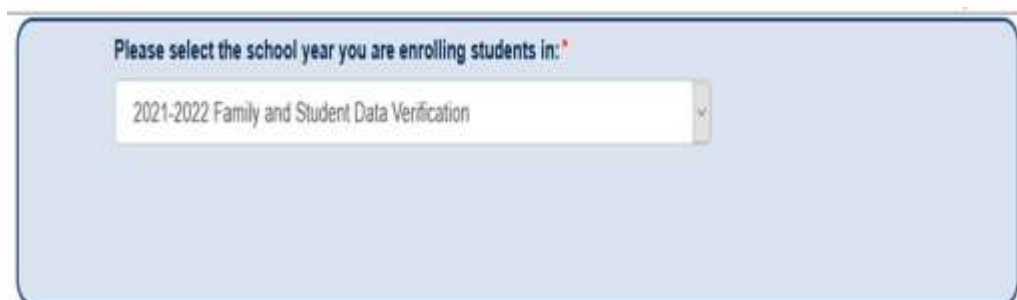 Please select the school year you are enrolling students in:*
2021-2022 Family and Student Data Verification